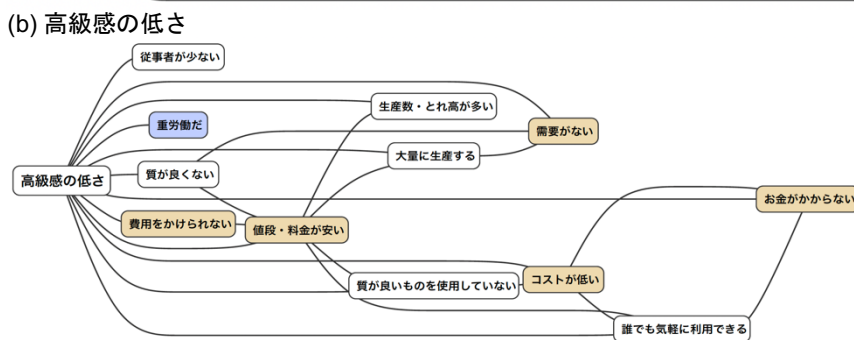 (b) 高級感の低さ
従事者が少ない
生産数・とれ高が多い
重労働だ
需要がない
大量に生産する
質が良くない
高級感の低さ
お金がかからない
費用をかけられない
値段・料金が安い
コストが低い
質が良いものを使用していない
誰でも気軽に利用できる